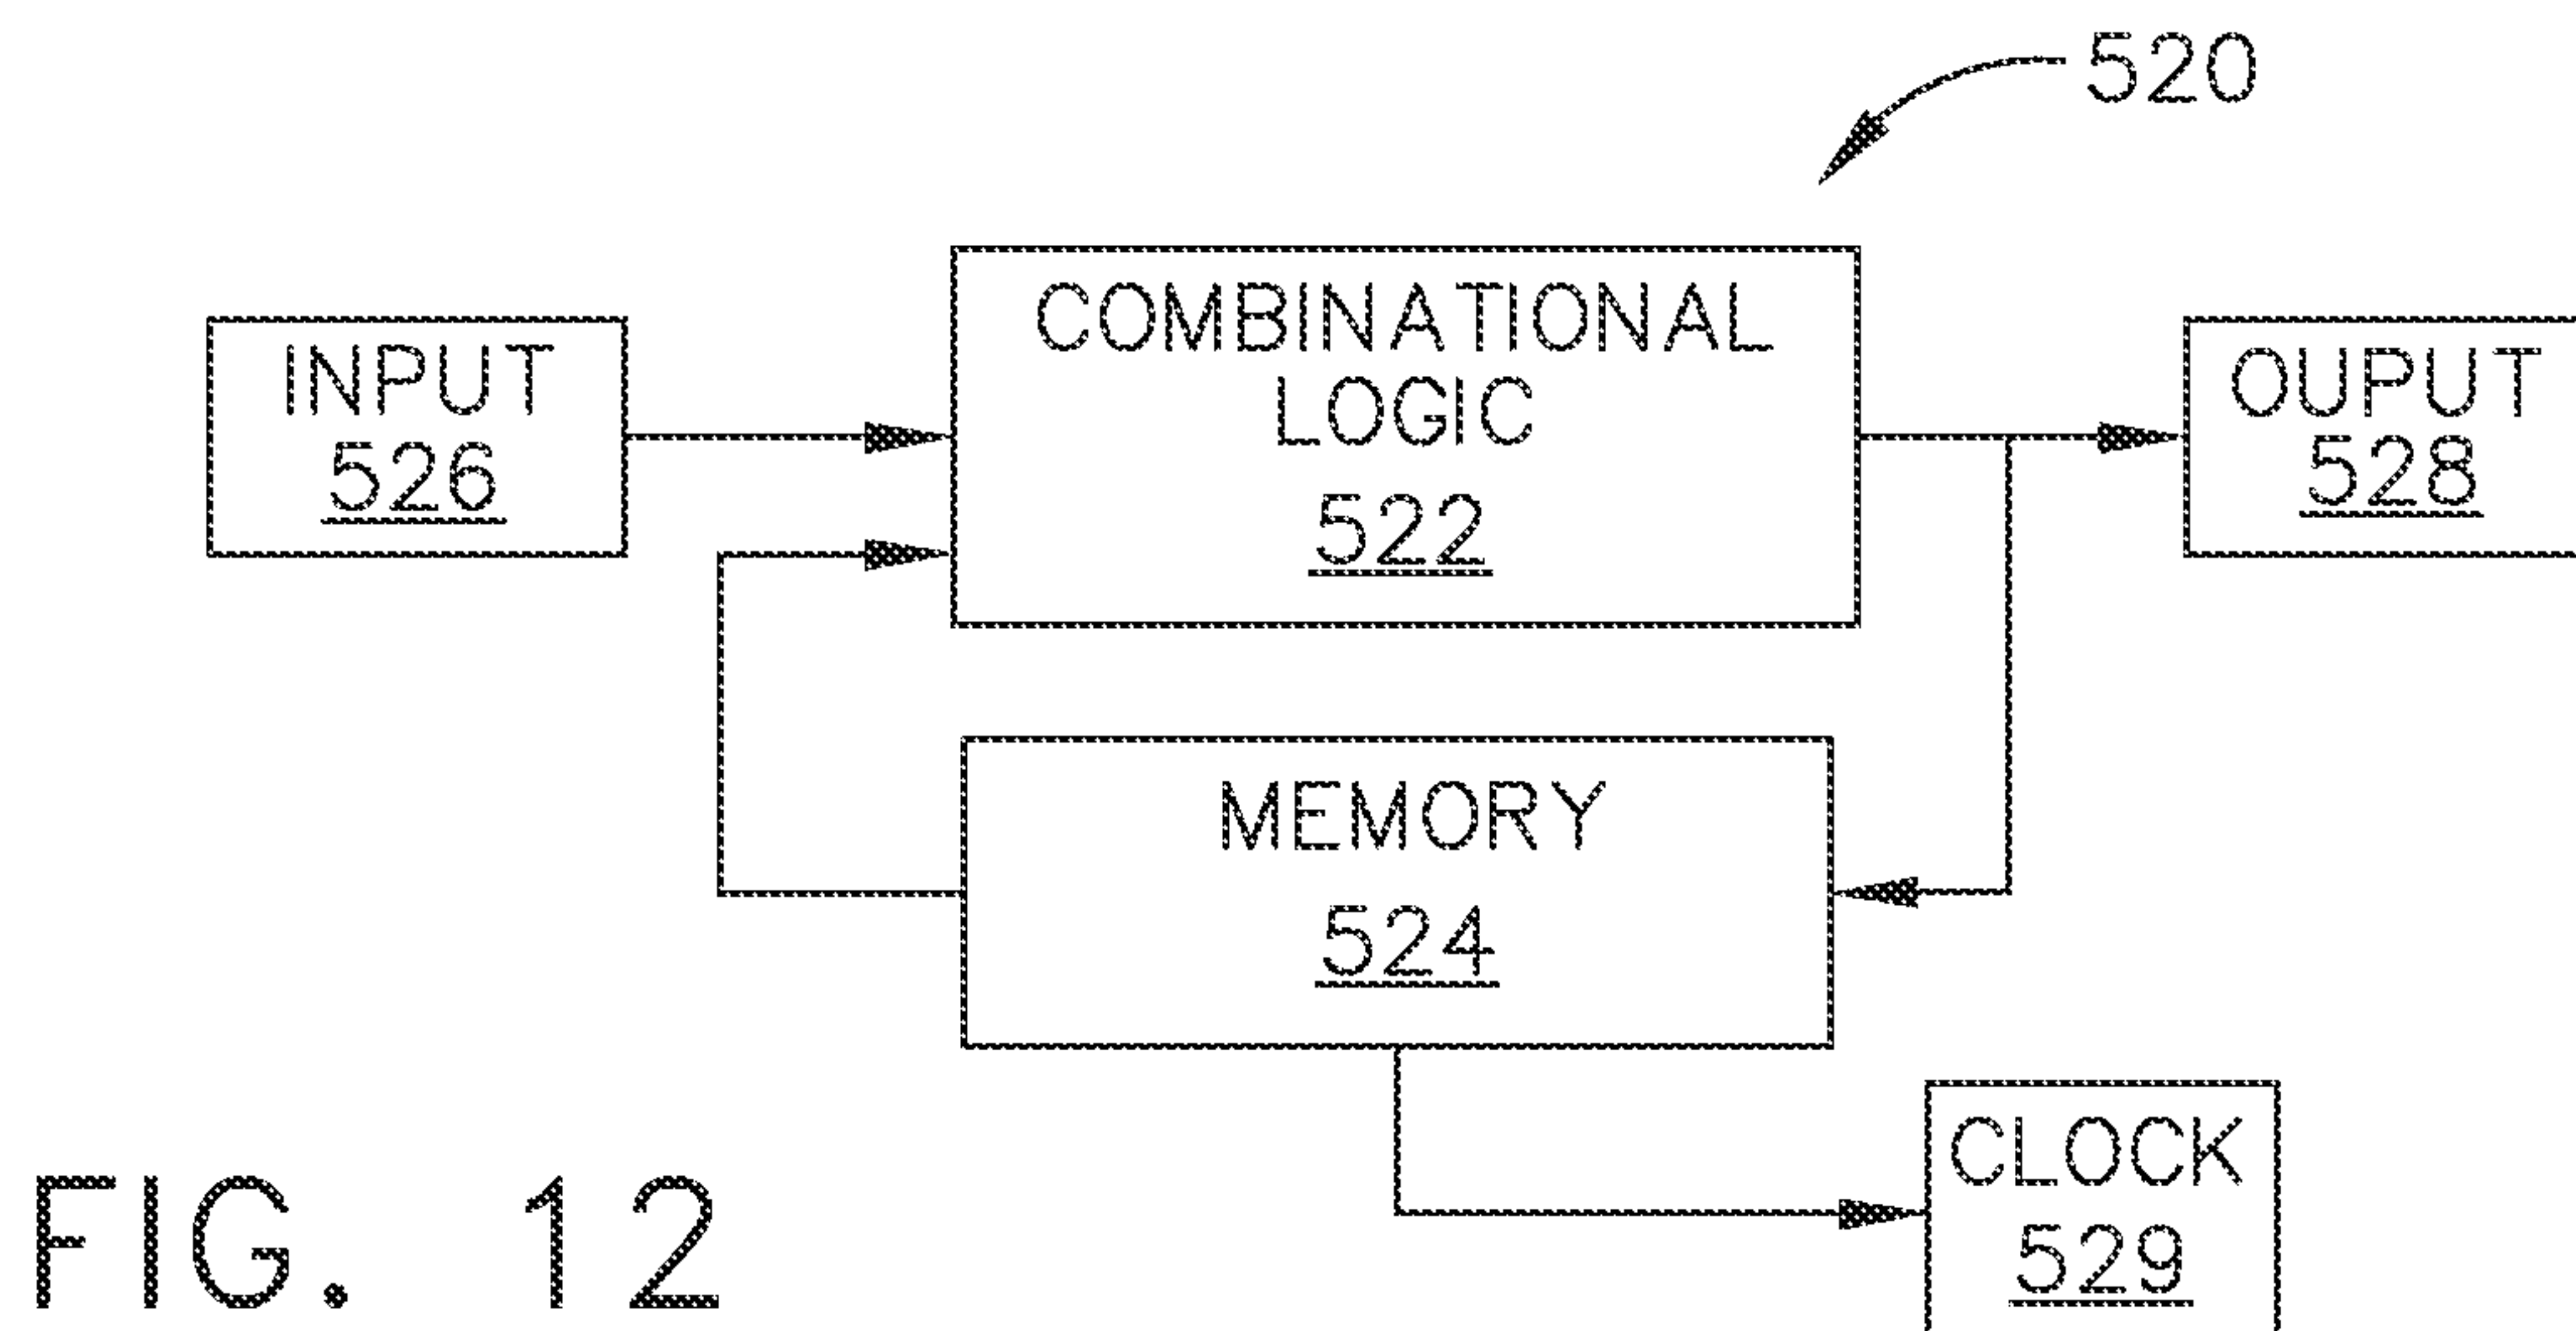 520
COMBINATIONAL
LOGIC
522
INPUT
526
OUPUT
528
MEMORY
524
CLOCK
529
FIG. 12